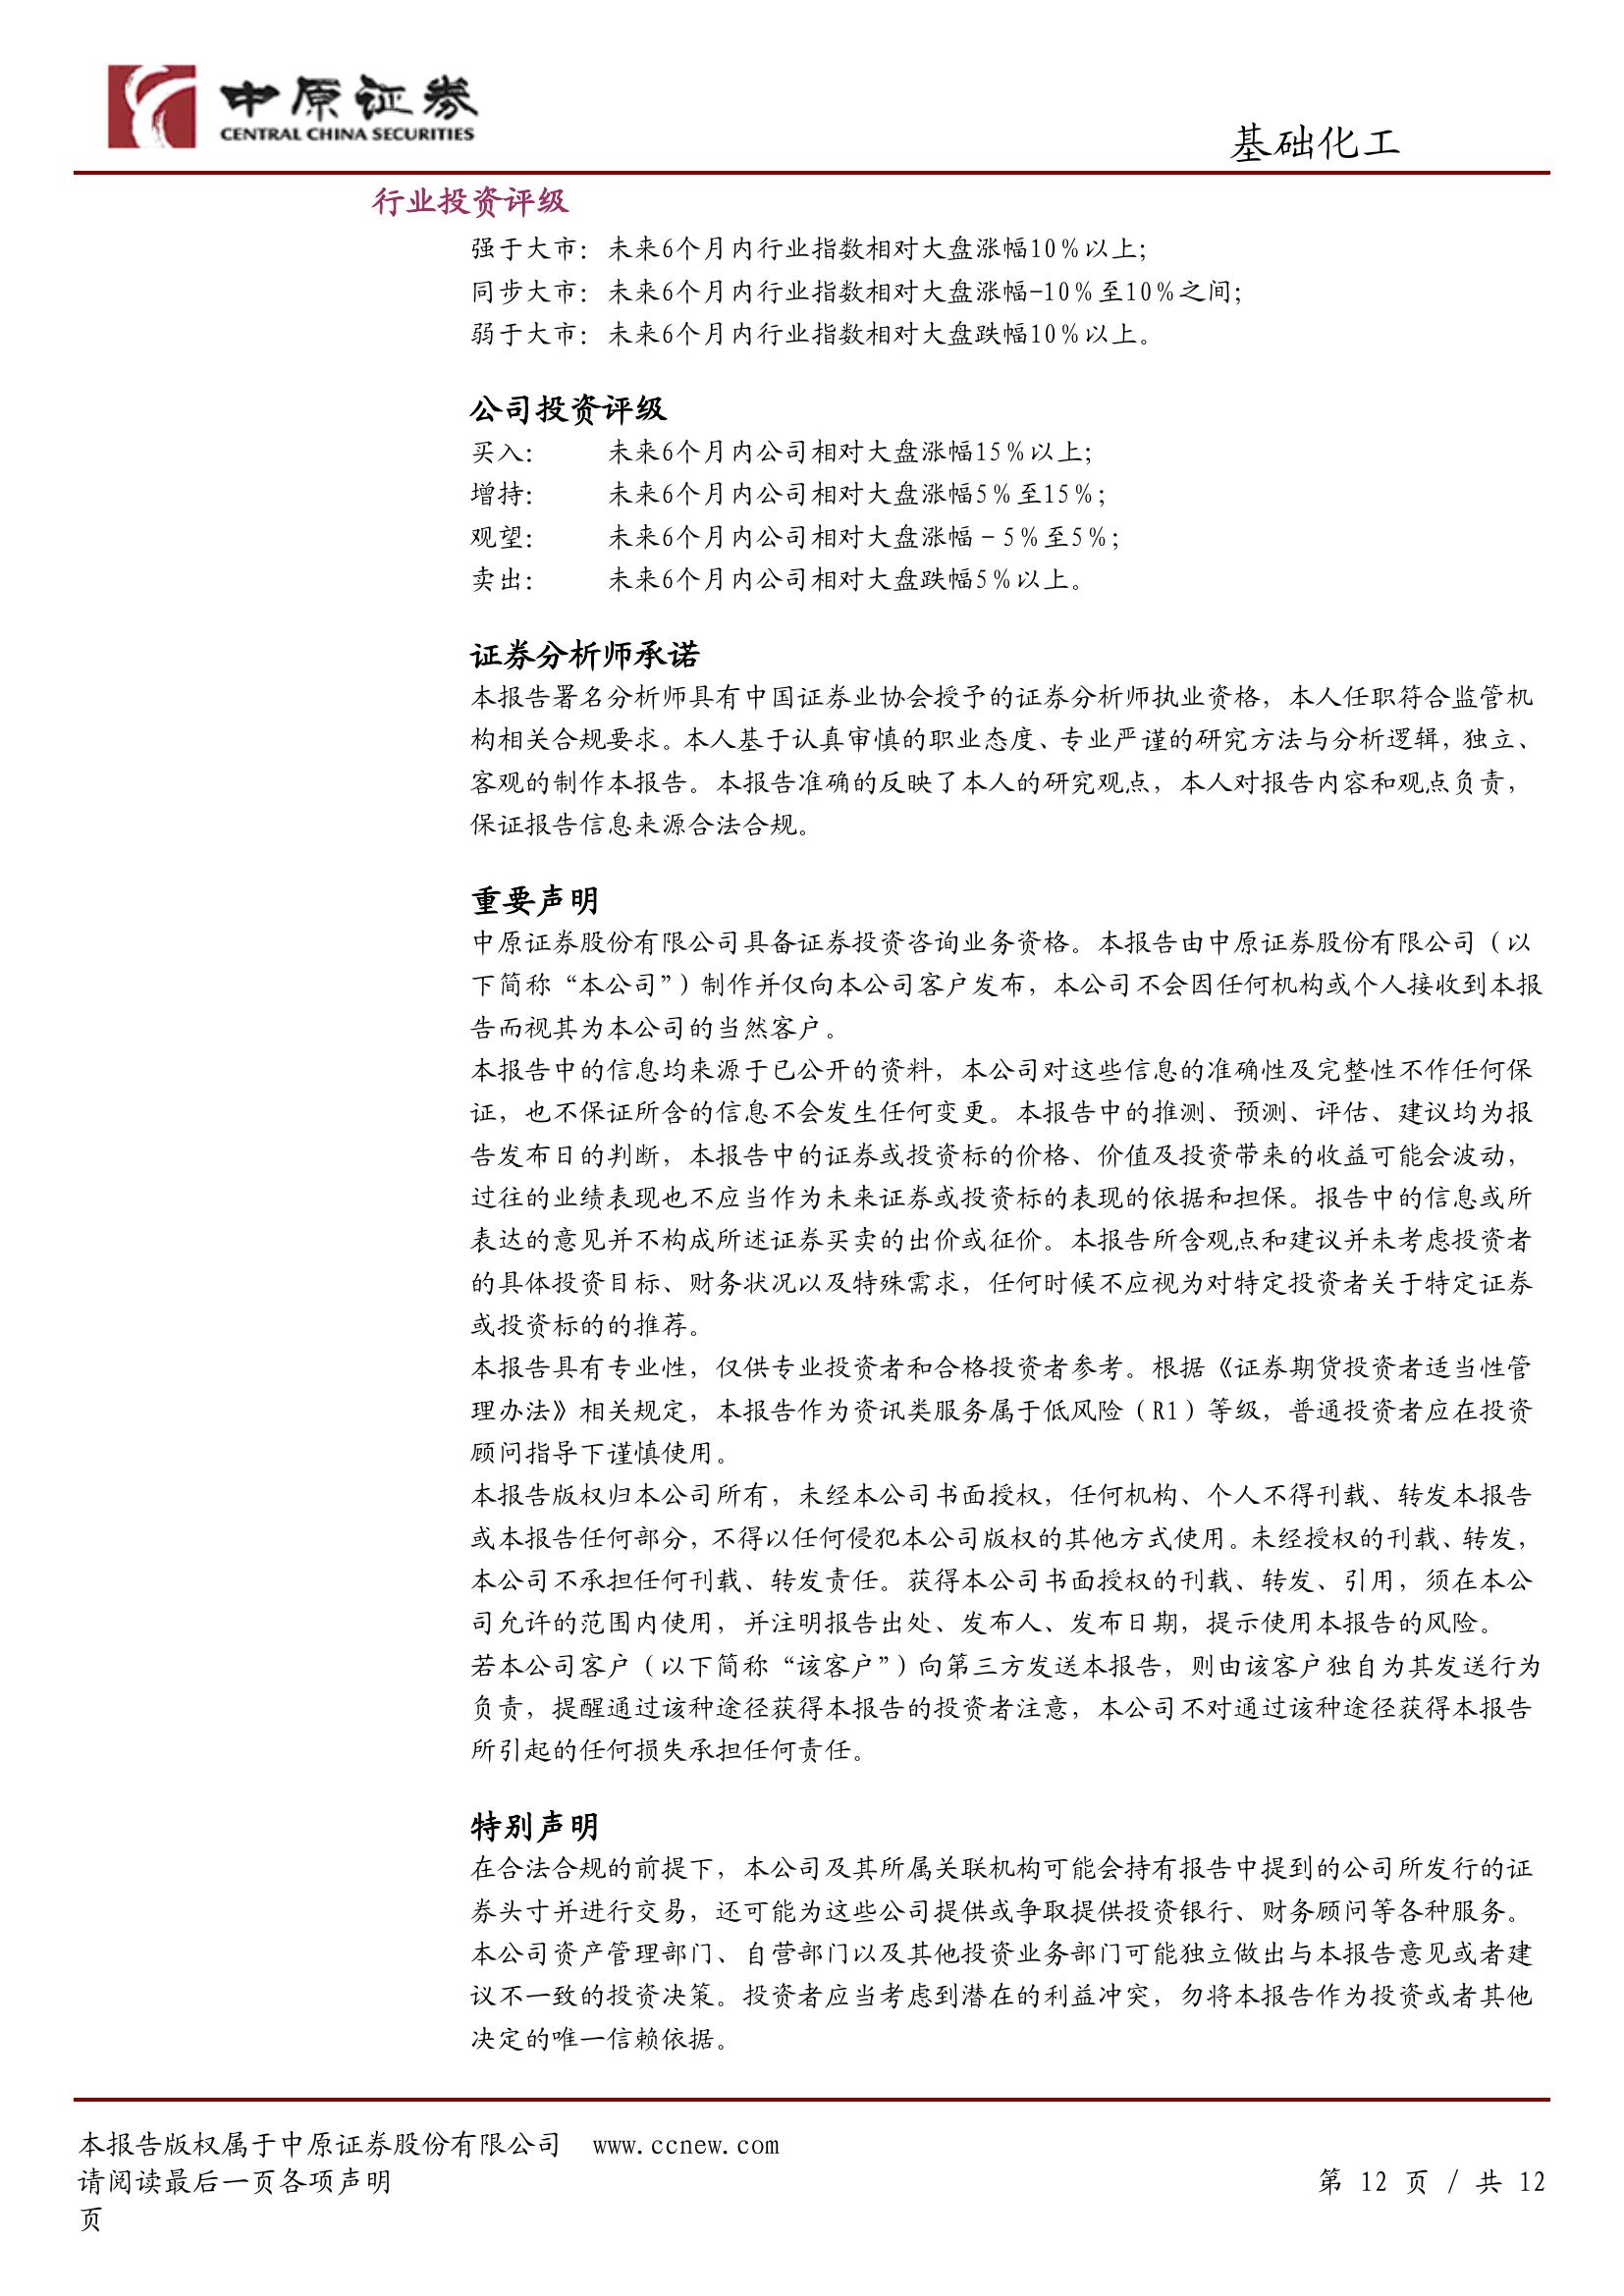 中原证券
CENTRAL CHINA SECURITIES
基础化工
行业投资评级
强于大市：未来6个月内行业指数相对大盘涨幅10％以上；
同步大市：未来6个月内行业指数相对大盘涨幅-10％至10％之间；
弱于大市：未来6个月内行业指数相对大盘跌幅10％以上。
公司投资评级
买入： 未来6个月内公司相对大盘涨幅15％以上；
增持： 未来6个月内公司相对大盘涨幅5％至15％；
观望： 未来6个月内公司相对大盘涨幅－5％至5％；
卖出： 未来6个月内公司相对大盘跌幅5％以上。
证券分析师承诺
本报告署名分析师具有中国证券业协会授予的证券分析师执业资格，本人任职符合监管机
构相关合规要求。本人基于认真审慎的职业态度、专业严谨的研究方法与分析逻辑，独立、
客观的制作本报告。本报告准确的反映了本人的研究观点，本人对报告内容和观点负责，
保证报告信息来源合法合规。
重要声明
中原证券股份有限公司具备证券投资咨询业务资格。本报告由中原证券股份有限公司（以
下简称“本公司”）制作并仅向本公司客户发布，本公司不会因任何机构或个人接收到本报
告而视其为本公司的当然客户。
本报告中的信息均来源于已公开的资料，本公司对这些信息的准确性及完整性不作任何保
证，也不保证所含的信息不会发生任何变更。本报告中的推测、预测、评估、建议均为报
告发布日的判断，本报告中的证券或投资标的价格、价值及投资带来的收益可能会波动，
过往的业绩表现也不应当作为未来证券或投资标的表现的依据和担保。报告中的信息或所
表达的意见并不构成所述证券买卖的出价或征价。本报告所含观点和建议并未考虑投资者
的具体投资目标、财务状况以及特殊需求，任何时候不应视为对特定投资者关于特定证券
或投资标的的推荐。
本报告具有专业性，仅供专业投资者和合格投资者参考。根据《证券期货投资者适当性管
理办法》相关规定，本报告作为资讯类服务属于低风险（R1）等级，普通投资者应在投资
顾问指导下谨慎使用。
本报告版权归本公司所有，未经本公司书面授权，任何机构、个人不得刊载、转发本报告
或本报告任何部分，不得以任何侵犯本公司版权的其他方式使用。未经授权的刊载、转发，
本公司不承担任何刊载、转发责任。获得本公司书面授权的刊载、转发、引用，须在本公
司允许的范围内使用，并注明报告出处、发布人、发布日期，提示使用本报告的风险。
若本公司客户（以下简称“该客户”）向第三方发送本报告，则由该客户独自为其发送行为
负责，提醒通过该种途径获得本报告的投资者注意，本公司不对通过该种途径获得本报告
所引起的任何损失承担任何责任。
特别声明
在合法合规的前提下，本公司及其所属关联机构可能会持有报告中提到的公司所发行的证
券头寸并进行交易，还可能为这些公司提供或争取提供投资银行、财务顾问等各种服务。
本公司资产管理部门、自营部门以及其他投资业务部门可能独立做出与本报告意见或者建
议不一致的投资决策。投资者应当考虑到潜在的利益冲突，勿将本报告作为投资或者其他
决定的唯一信赖依据。
本报告版权属于中原证券股份有限公司 www.ccnew.com
请阅读最后一页各项声明 第 12 页 / 共 12
页